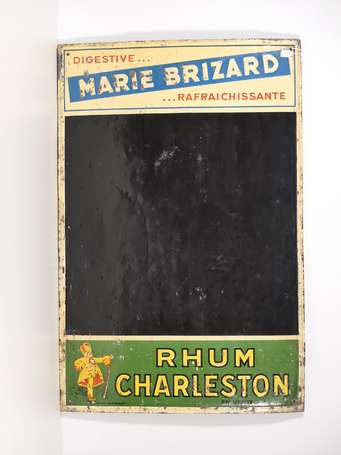 DIGESTIVE...
MARIE BRIZARD
...RAFRAICHISSANTE
RHUM
CHARLESTON